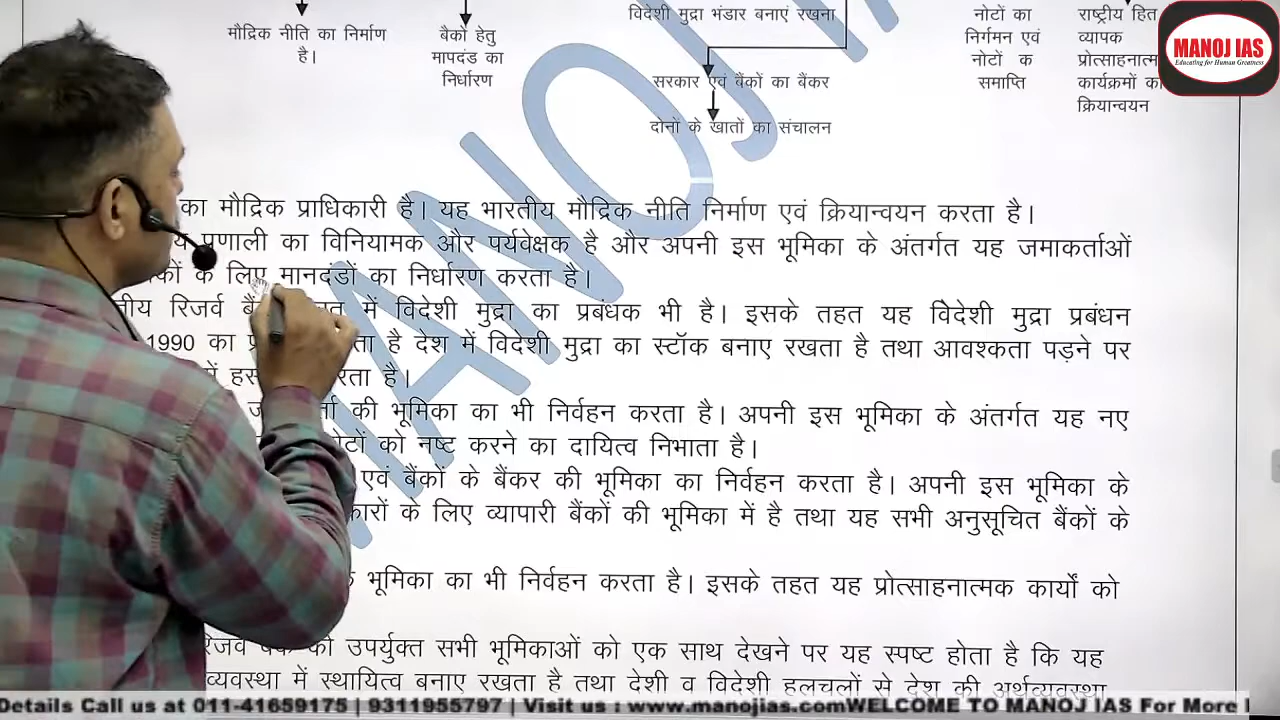 मौद्रिक नीति का निर्माण
है।
बैकों हेतु
मापदंड का
निर्धारण
विदेशी मुद्रा भंडार बनाएं रखना
सरकार एवं बैंकों का बैंकर
दोनों के खातों का संचालन
नोटों का
निर्गमन एवं
नोटों क
समाप्ति
राष्ट्रीय हित
व्यापक
प्रोत्साहनात्म
कार्यक्रमों का
क्रियान्वयन
MANOJ IAS
Educating for Human Greatness
MANOJ I
का मौद्रिक प्राधिकारी है। यह भारतीय मौद्रिक नीति निर्माण एवं क्रियान्वयन करता है।
प्रणाली का विनियामक और पर्यवेक्षक है और अपनी इस भूमिका के अंतर्गत यह जमाकर्ताओं
के लिए मानदंडों का निर्धारण करता है।
रिजर्व में विदेशी मुद्रा का प्रबंधक भी है। इसके तहत यह विदेशी मुद्रा प्रबंधन
1990 का है देश में विदेशी मुद्रा का स्टॉक बनाए रखता है तथा आवश्कता पड़ने पर
में है।
की भूमिका का भी निर्वहन करता है। अपनी इस भूमिका के अंतर्गत यह नए
को नष्ट करने का दायित्व निभाता है।
एवं बैंकों के बैंकर की भूमिका का निर्वहन करता है। अपनी इस भूमिका के
के लिए व्यापारी बैंकों की भूमिका में है तथा यह सभी अनुसूचित बैंकों के
भूमिका का भी निर्वहन करता है। इसके तहत यह प्रोत्साहनात्मक कार्यों को
उपर्युक्त सभी भूमिकाओं को एक साथ देखने पर यह स्पष्ट होता है कि यह
व्यवस्था में स्थायित्व बनाए रखता है तथा देशी व विदेशी हलचलों से देश की अर्थव्यवस्था
Details Call us at 011-41659175 | 9311955797 | Visit us : www.manojias.comWELCOME TO MANOJ IAS For More